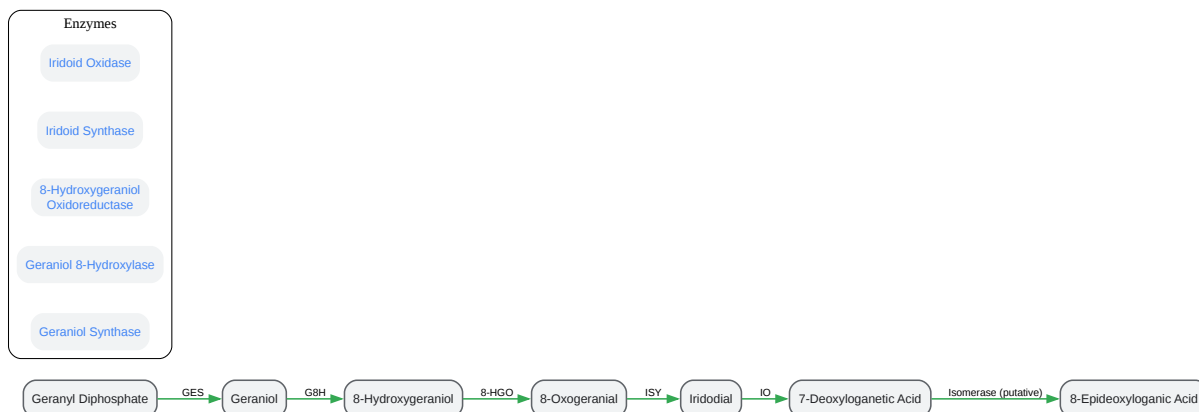 Enzymes
Iridoid Oxidase
Iridoid Synthase
8-Hydroxygeraniol
Oxidoreductase
Geraniol 8-Hydroxylase
Geraniol Synthase
Geranyl Diphosphate GES Geraniol G8H 8-Hydroxygeraniol 8-HGO 8-Oxogeranial ISY Iridodial IO 7-Deoxyloganetic Acid Isomerase (putative) 8-Epideoxyloganic Acid